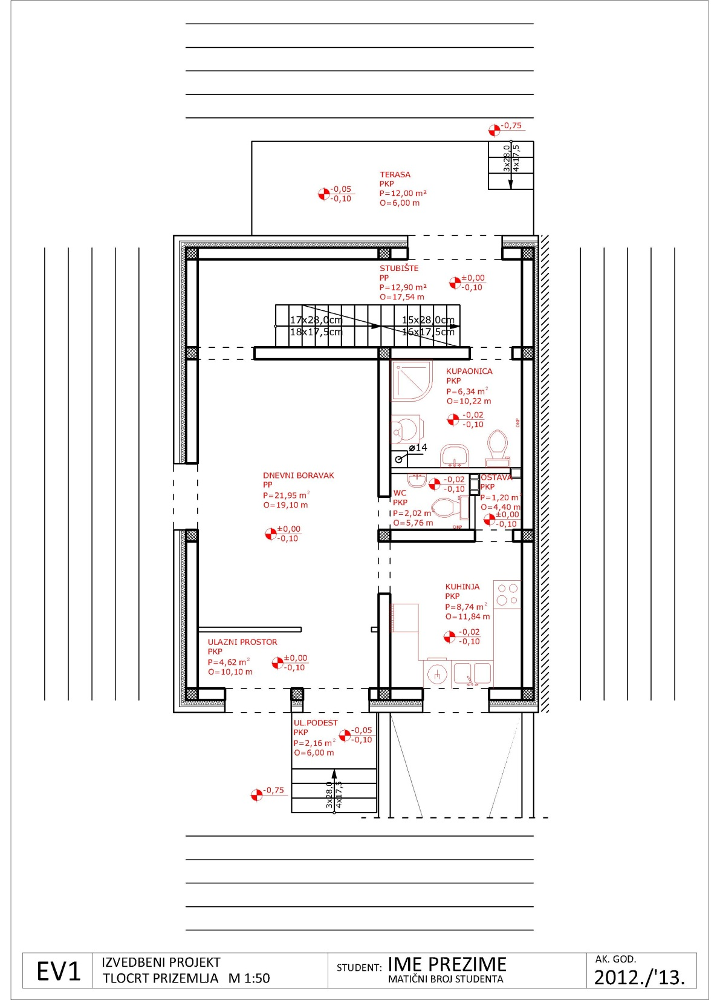 -0,75
3x28,0
4x17,5
TERASA
PKP
P=12,00 m²
O=6,00 m
-0,05
-0,10
STUBIŠTE
PP
P=12,90 m²
O=17,54 m
±0,00
-0,10
17x28,0cm
18x17,5cm
15x28,0cm
16x17,5cm
KUPAONICA
PKP
P=6,34 m²
O=10,22 m
-0,02
-0,10
OKP
ø14
DNEVNI BORAVAK
PP
P=21,95 m²
O=19,10 m
±0,00
-0,10
-0,02
-0,10
WC
PKP
P=2,02 m²
O=5,76 m
OKP
OSTAVA
PKP
P=1,20 m²
O=4,40 m
±0,00
-0,10
KUHINJA
PKP
P=8,74 m²
O=11,84 m
-0,02
-0,10
ULAZNI PROSTOR
PKP
P=4,62 m²
O=10,10 m
±0,00
-0,10
UL.PODEST
PKP
P=2,16 m²
O=6,00 m
-0,05
-0,10
-0,75
3x28,0
4x17,5
EV1
IZVEDBENI PROJEKT
TLOCRT PRIZEMLJA M 1:50
STUDENT: IME PREZIME
MATIČNI BROJ STUDENTA
AK. GOD.
2012./'13.